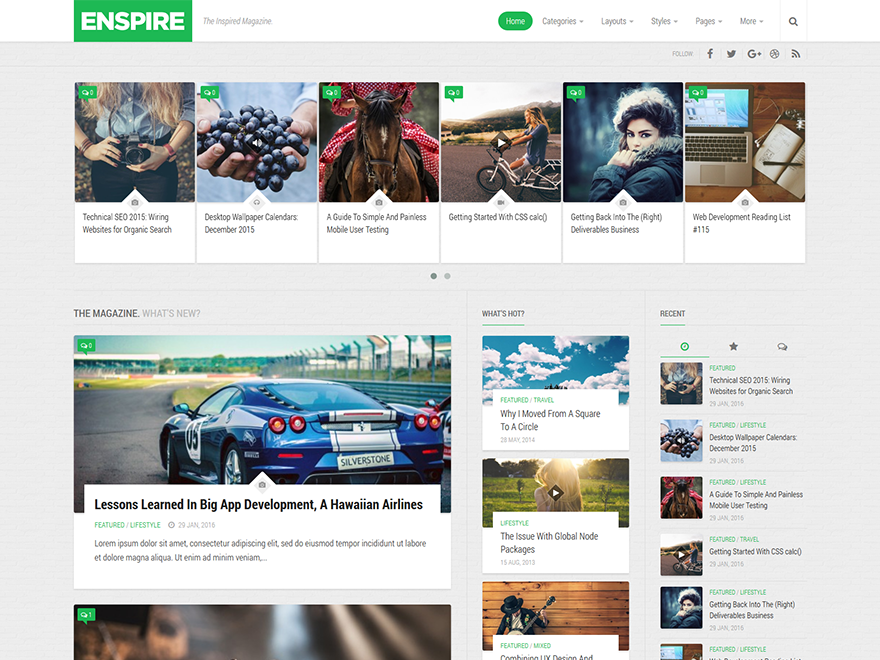 ENSPIRE
The Inspired Magazine
Home
Categories
Layouts
Styles
Pages
More
FOLLOW
0
0
0
0
0
0
Technical SEO 2015: Wiring
Websites for Organic Search
Desktop Wallpaper Calendars:
December 2015
A Guide To Simple And Painless
Mobile User Testing
Getting Started With CSS calc()
Getting Back Into The (Right)
Deliverables Business
Web Development Reading List
#115
THE MAGAZINE. WHAT'S NEW?
0
05
SILVERSTONE
Lessons Learned In Big App Development, A Hawaiian Airlines
FEATURED / LIFESTYLE 29 JAN, 2016
Lorem ipsum dolor sit amet, consectetur adipiscing elit, sed do eiusmod tempor incididunt ut labore
et dolore magna aliqua. Ut enim ad minim veniam,...
1
WHAT'S HOT?
FEATURED / TRAVEL
Why I Moved From A Square
To A Circle
28 MAY, 2014
LIFESTYLE
The Issue With Global Node
Packages
15 AUG, 2013
FEATURED / MIXED
Combining UX Design And
RECENT
FEATURED
Technical SEO 2015: Wiring
Websites for Organic Search
29 JAN, 2016
FEATURED / LIFESTYLE
Desktop Wallpaper Calendars:
December 2015
29 JAN, 2016
FEATURED / LIFESTYLE
A Guide To Simple And Painless
Mobile User Testing
29 JAN, 2016
FEATURED / TRAVEL
Getting Started With CSS calc()
29 JAN, 2016
FEATURED / LIFESTYLE
Getting Back Into The (Right)
Deliverables Business
29 JAN, 2016
FEATURED / LIFESTYLE